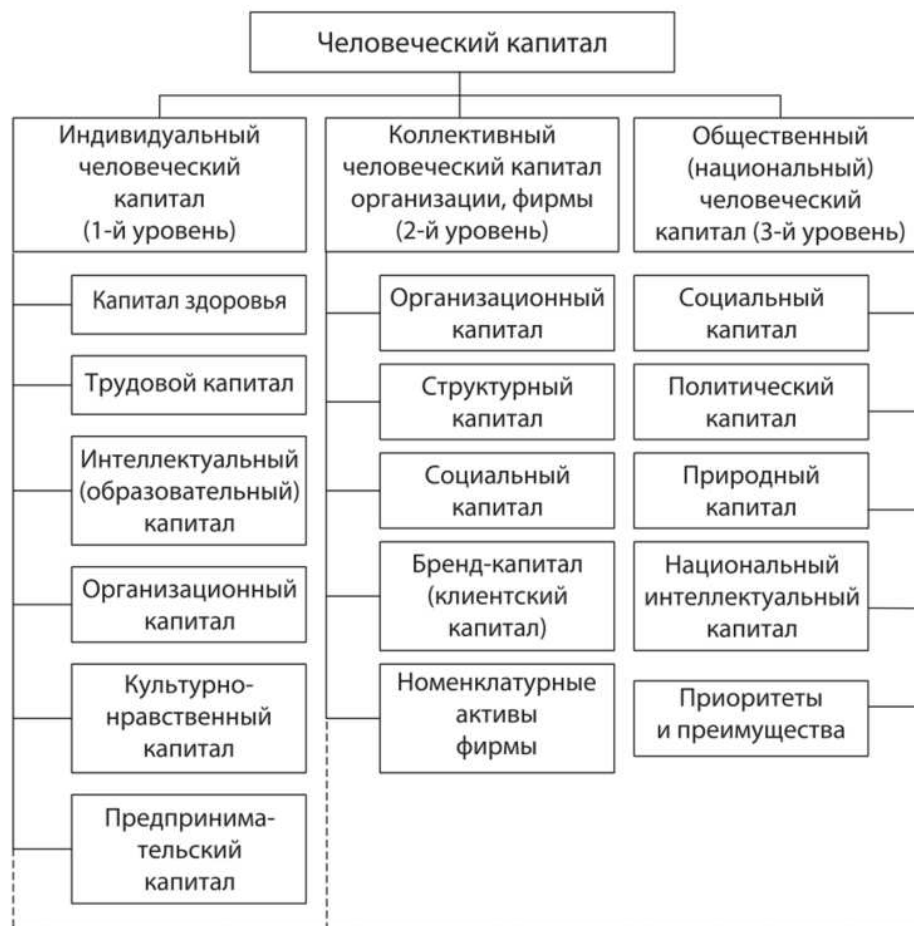 Человеческий капитал
Индивидуальный
человеческий
капитал
(1-й уровень)
Коллективный
человеческий капитал
организации, фирмы
(2-й уровень)
Общественный
(национальный)
человеческий
капитал (3-й уровень)
Капитал здоровья
Трудовой капитал
Интеллектуальный
(образовательный)
капитал
Организационный
капитал
Культурно-
нравственный
капитал
Предпринима-
тельский
капитал
Организационный
капитал
Структурный
капитал
Социальный
капитал
Бренд-капитал
(клиентский
капитал)
Номенклатурные
активы
фирмы
Социальный
капитал
Политический
капитал
Природный
капитал
Национальный
интеллектуальный
капитал
Приоритеты
и преимущества